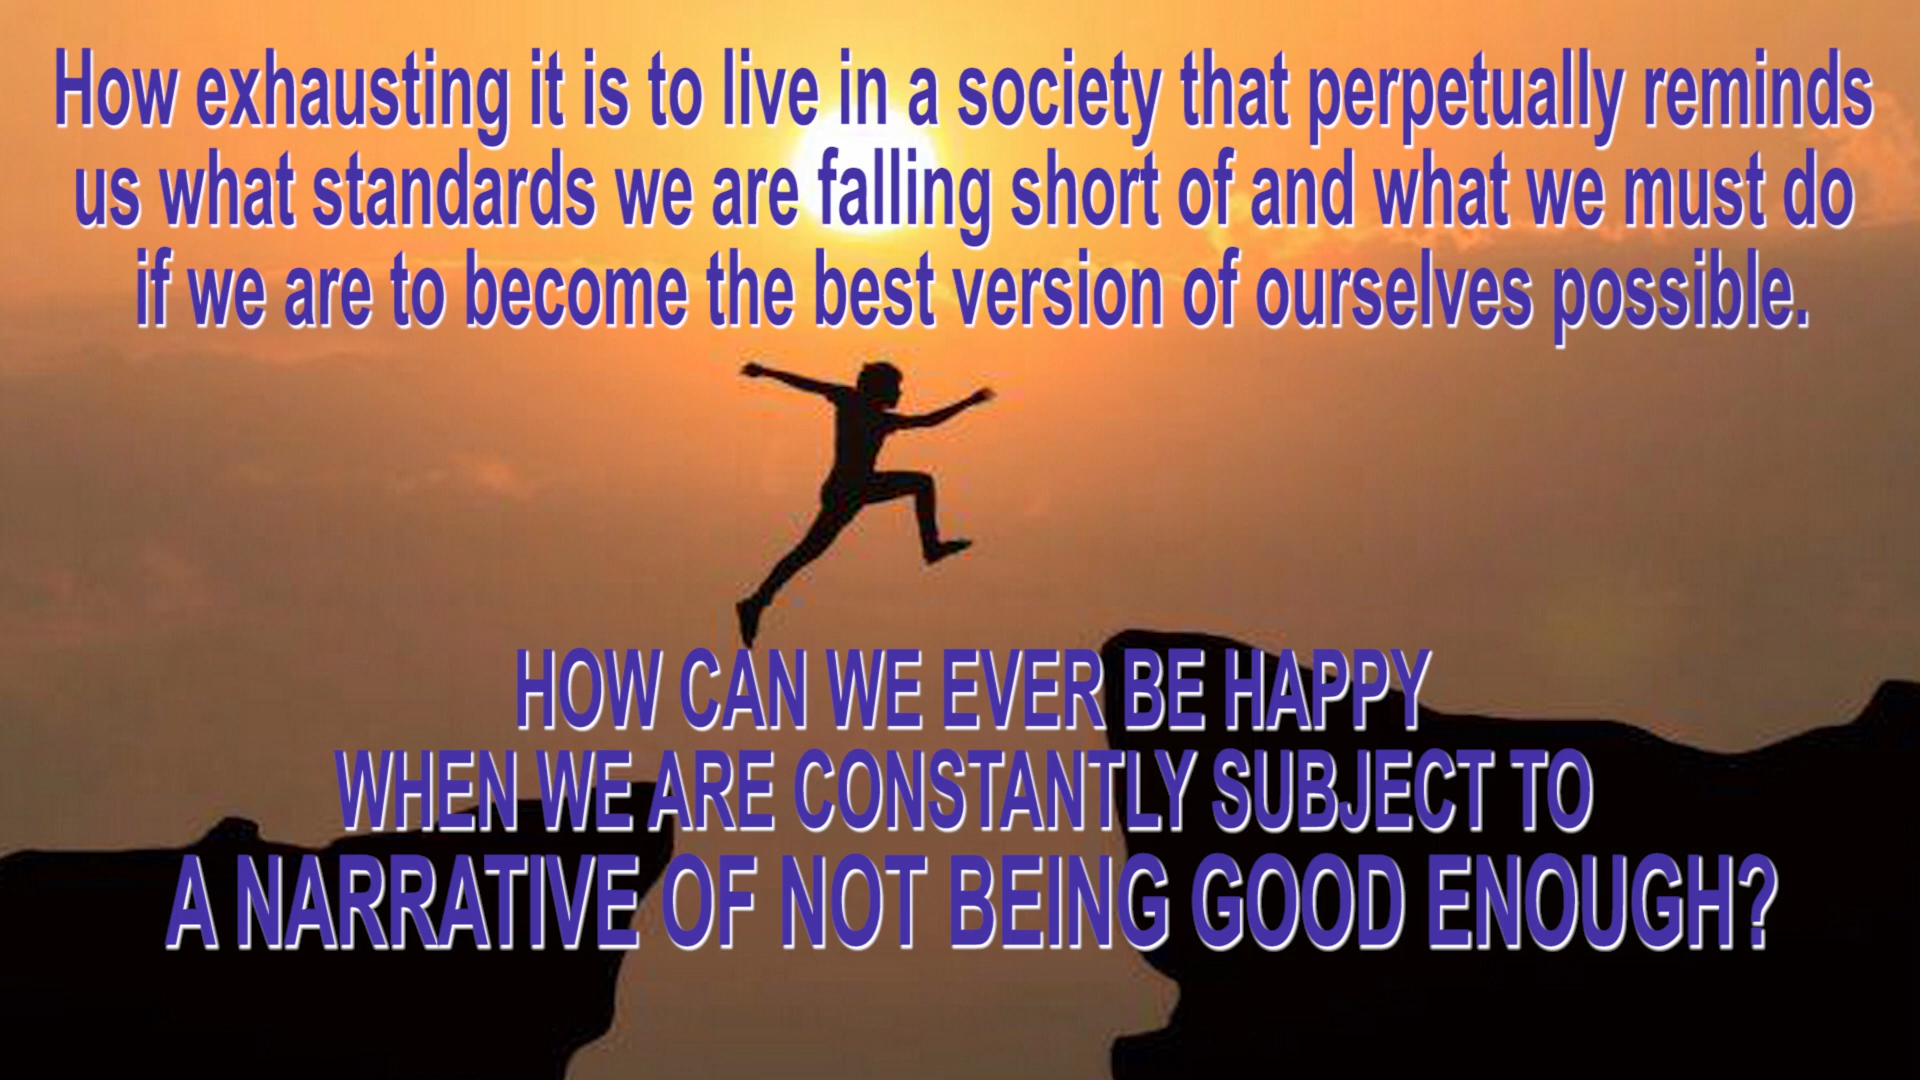 How exhausting it is to live in a society that perpetually reminds
us what standards we are falling short of and what we must do
if we are to become the best version of ourselves possible.
HOW CAN WE EVER BE HAPPY
WHEN WE ARE CONSTANTLY SUBJECT TO
A NARRATIVE OF NOT BEING GOOD ENOUGH?